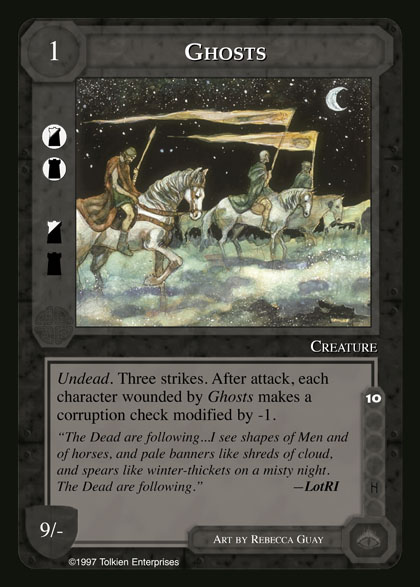 1
GHOSTS
CREATURE
Undead. Three strikes. After attack, each
character wounded by Ghosts makes a
corruption check modified by -1.
10
“The Dead are following...I see shapes of Men and
of horses, and pale banners like shreds of cloud,
and spears like winter-thickets on a misty night.
The Dead are following.” —LotRI
9/-
ART BY REBECCA GUAY
©1997 Tolkien Enterprises